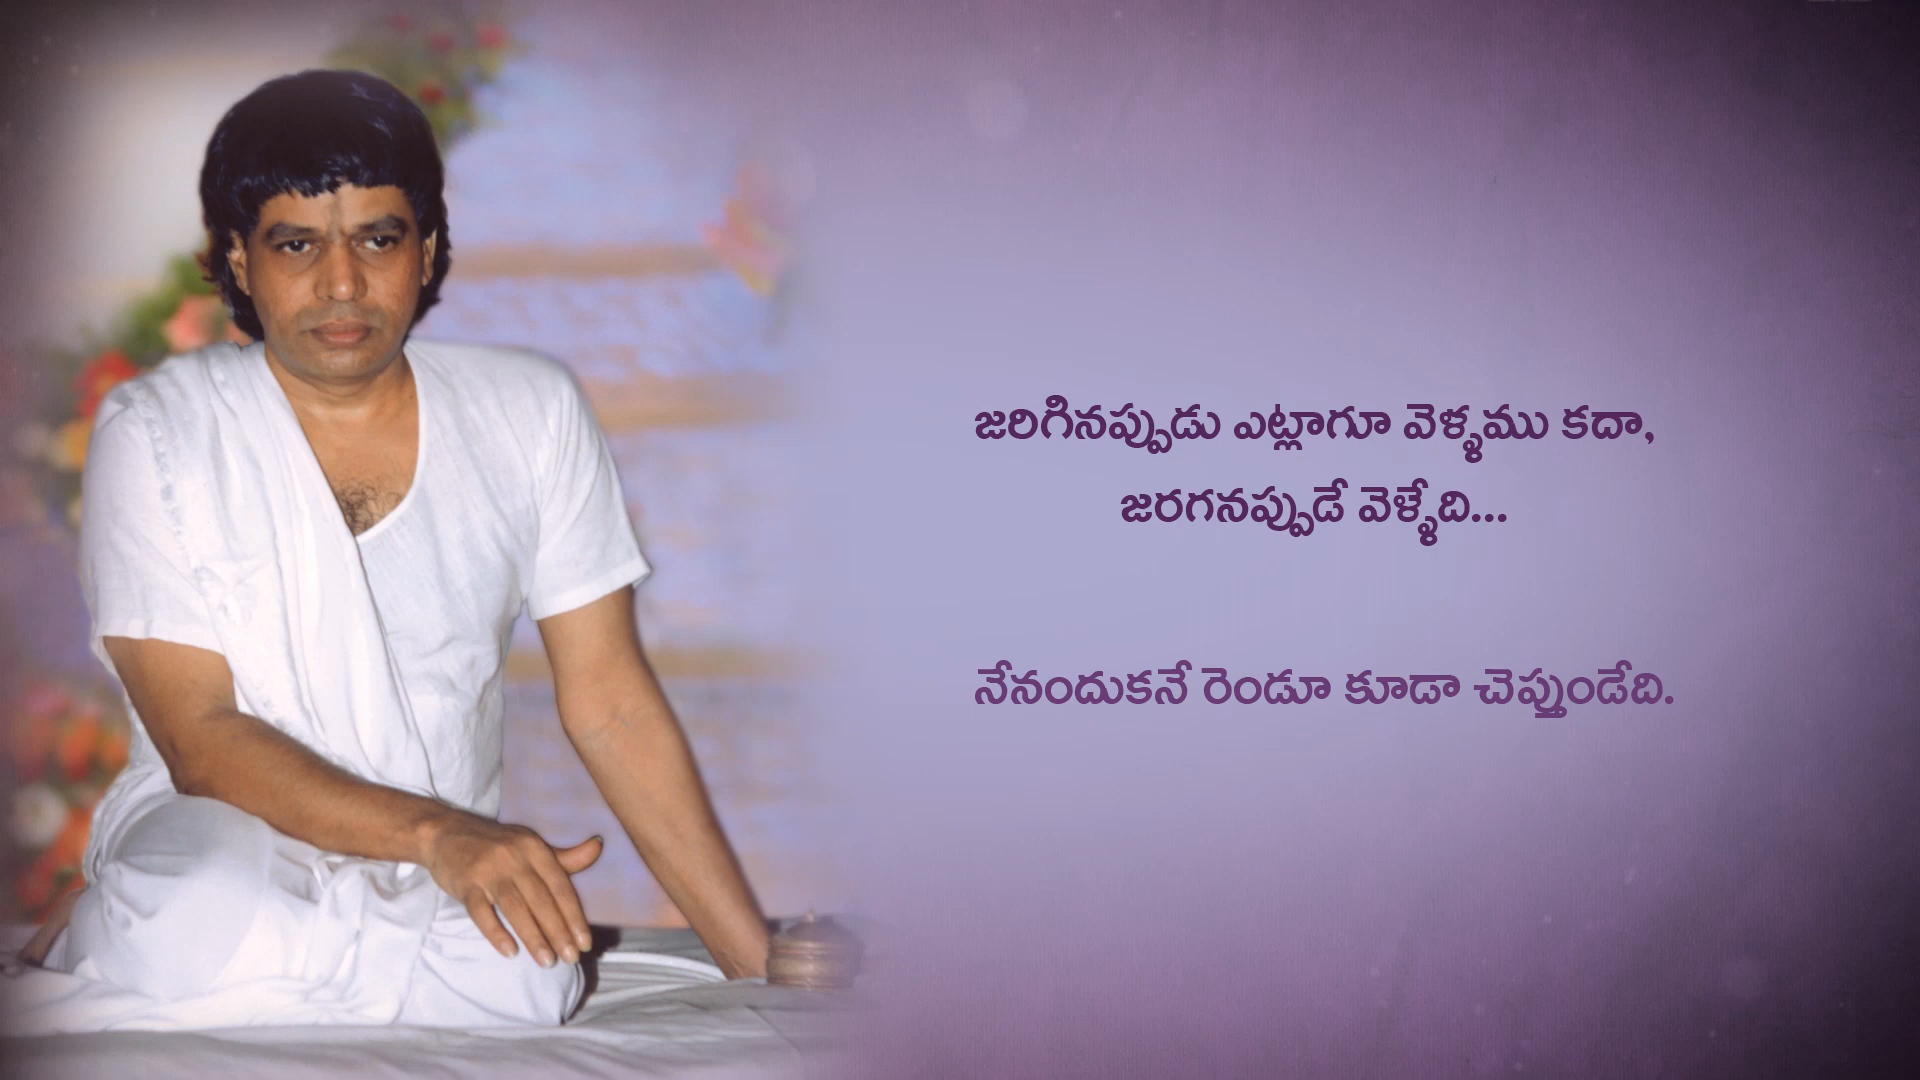 జరిగినప్పుడు ఎట్లాగూ వెళ్ళము కదా,
జరగనప్పుడే వెళ్ళేది...
నేనందుకనే రెండూ కూడా చెప్తుండేది.